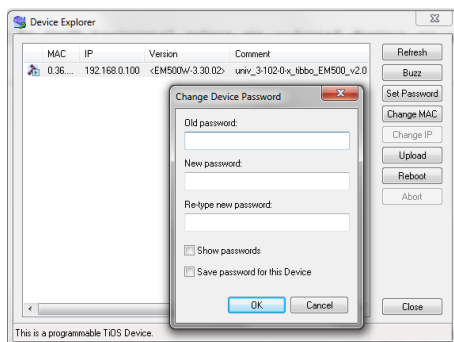 Device Explorer
MAC IP Version Comment
0.36.... 192.168.0.100 <EM500W-3.30.02> univ_3-102-0-x_tibbo_EM500_v2.0
Refresh
Buzz
Set Password
Change MAC
Change IP
Upload
Reboot
Abort
Change Device Password
Old password:
New password:
Re-type new password:
Show passwords
Save password for this Device
OK Cancel
Close
This is a programmable TiOS Device.